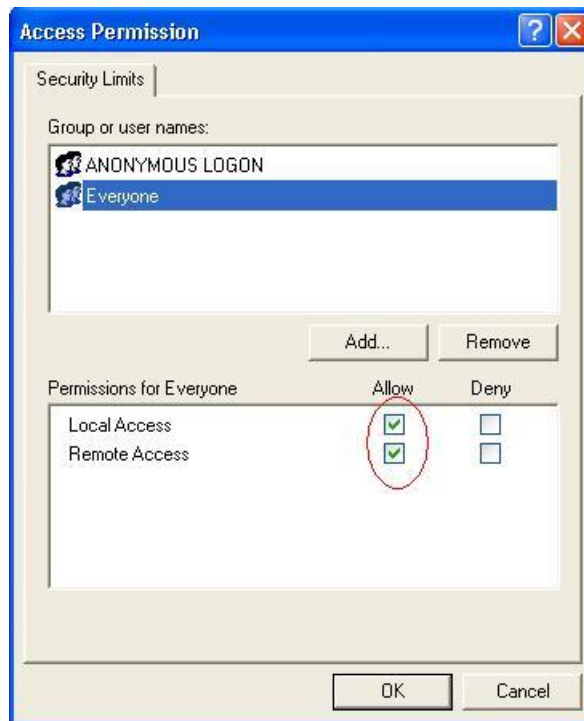 Access Permission
Security Limits
Group or user names:
ANONYMOUS LOGON
Everyone
Add... Remove
Permissions for Everyone Allow Deny
Local Access
Remote Access
OK Cancel